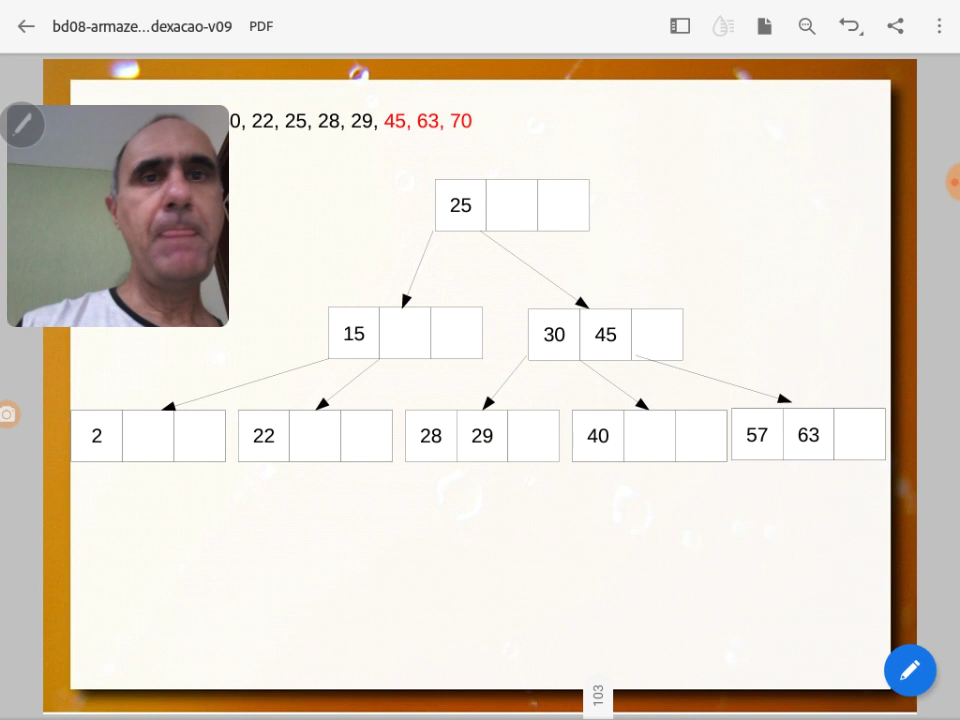 bd08-armaze...dexacao-v09 PDF
0, 22, 25, 28, 29, 45, 63, 70
25
15 30 45
2 22 28 29 40 57 63
103